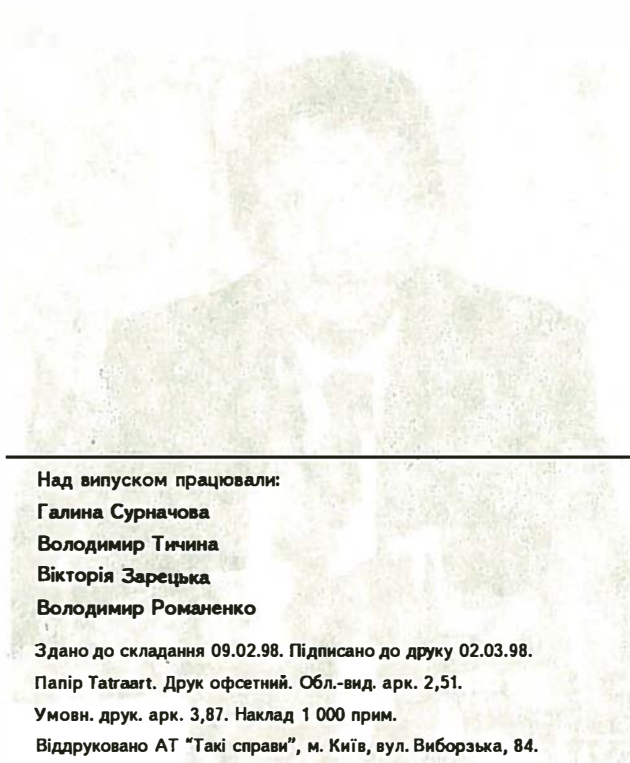 Над випуском працювали:
Галина Сурначова
Володимир Тичина
Вікторія Зарецька
Володимир Романенко
Здано до складання 09.02.98. Підписано до друку 02.03.98.
Папір Tatraart. Друк офсетний. Обл.-вид. арк. 2,51.
Умовн. друк. арк. 3,87. Наклад 1 000 прим.
Віддруковано АТ “Такі справи”, м. Київ, вул. Виборзька, 84.